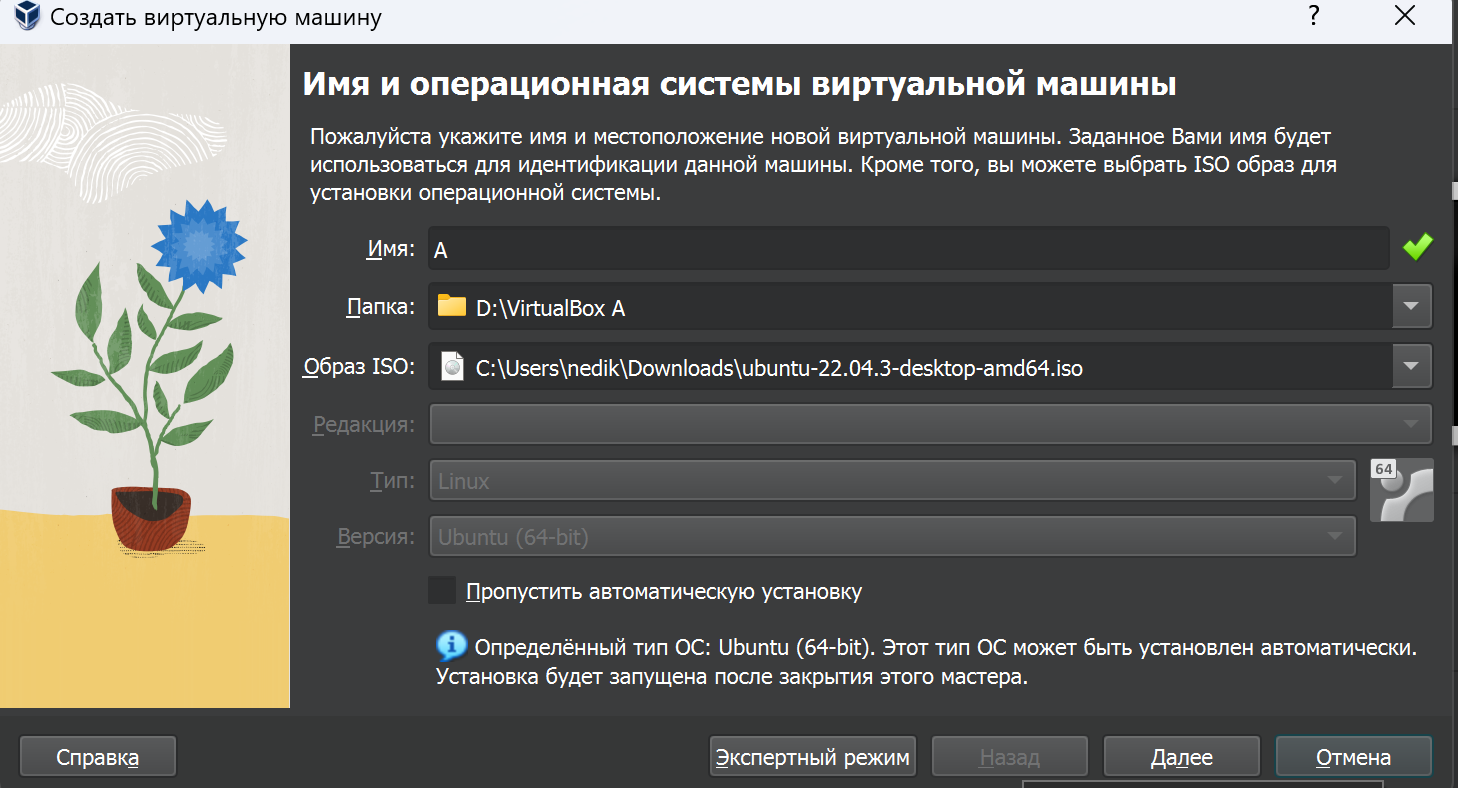 Создать виртуальную машину
?
Имя и операционная системы виртуальной машины
Пожалуйста укажите имя и местоположение новой виртуальной машины. Заданное Вами имя будет
использоваться для идентификации данной машины. Кроме того, вы можете выбрать ISO образ для
установки операционной системы.
Имя: A
Папка: D:\VirtualBox A
Образ ISO: C:\Users\nedik\Downloads\ubuntu-22.04.3-desktop-amd64.iso
Редакция:
Тип: Linux 64
Версия: Ubuntu (64-bit)
Пропустить автоматическую установку
Определённый тип ОС: Ubuntu (64-bit). Этот тип ОС может быть установлен автоматически.
Установка будет запущена после закрытия этого мастера.
Справка Экспертный режим Назад Далее Отмена